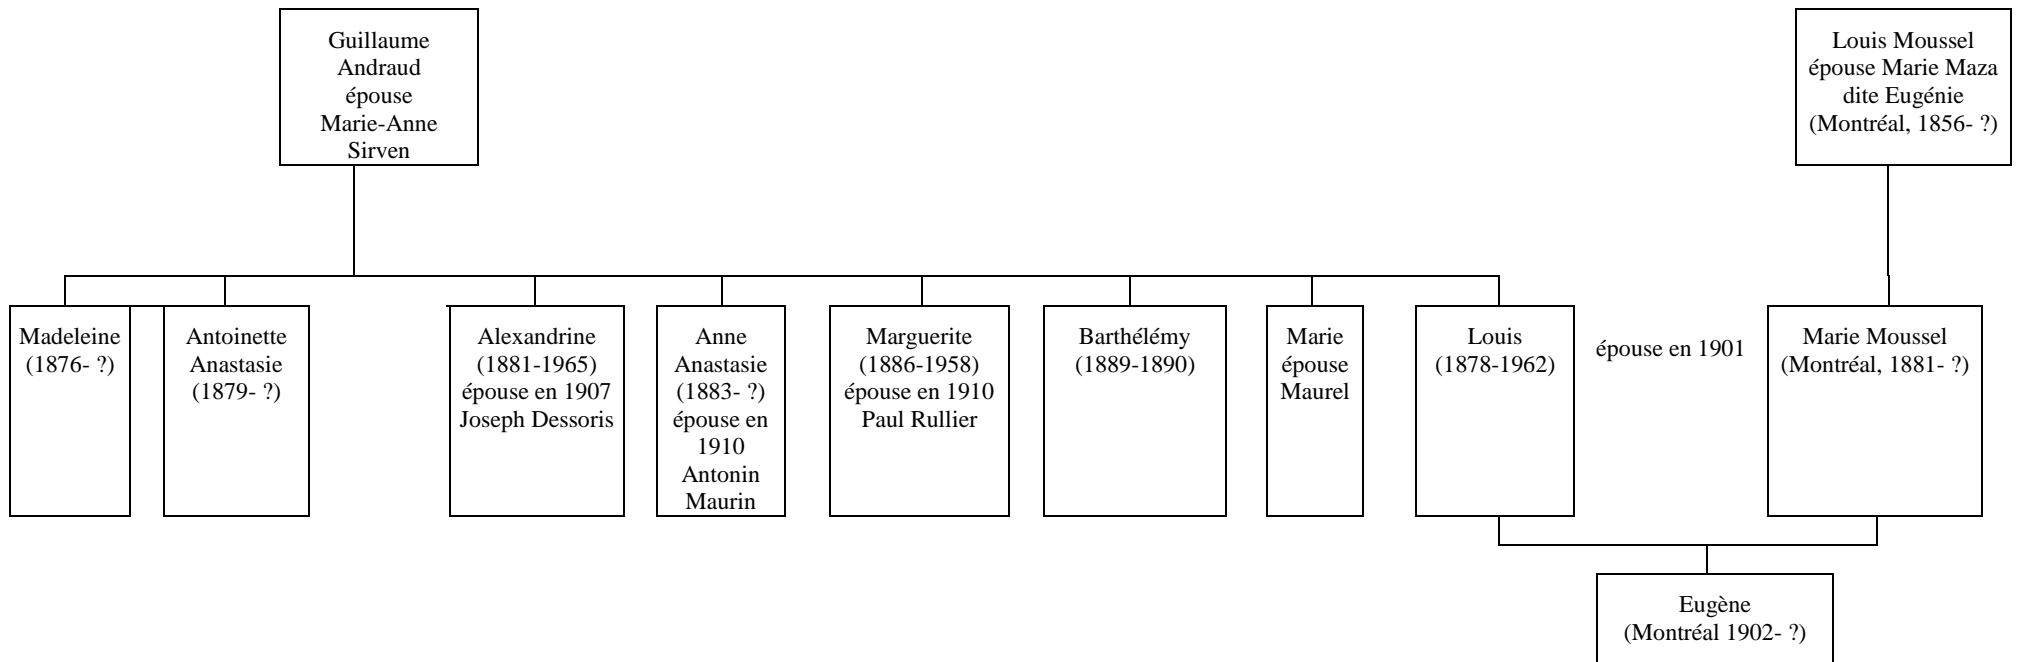 Guillaume
Andraud
épouse
Marie-Anne
Sirven
Louis Moussel
épouse Marie Maza
dite Eugénie
(Montréal, 1856- ?)
Madeleine
(1876- ?)
Antoinette
Anastasie
(1879- ?)
Alexandrine
(1881-1965)
épouse en 1907
Joseph Dessoris
Anne
Anastasie
(1883- ?)
épouse en
1910
Antonin
Maurin
Marguerite
(1886-1958)
épouse en 1910
Paul Rullier
Barthélémy
(1889-1890)
Marie
épouse
Maurel
Louis
(1878-1962)
épouse en 1901
Marie Moussel
(Montréal, 1881- ?)
Eugène
(Montréal 1902- ?)